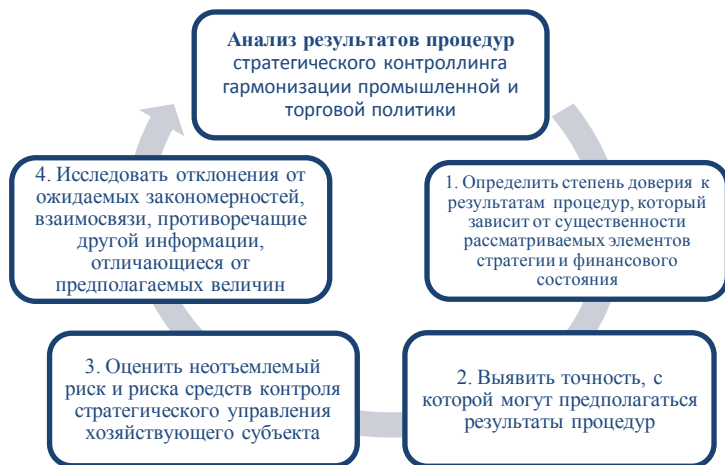 Анализ результатов процедур
стратегического контроллинга
гармонизации промышленной и
торговой политики
1. Определить степень доверия к
результатам процедур, который
зависит от существенности
рассматриваемых элементов
стратегии и финансового
состояния
2. Выявить точность, с
которой могут предполагаться
результаты процедур
3. Оценить неотъемлемый
риск и риска средств контроля
стратегического управления
хозяйствующего субъекта
4. Исследовать отклонения от
ожидаемых закономерностей,
взаимосвязи, противоречащие
другой информации,
отличающиеся от
предполагаемых величин